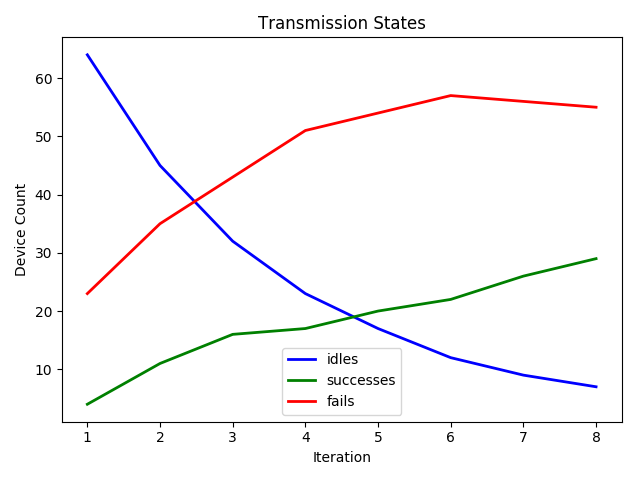 Transmission States
Device Count
60
50
40
30
20
10
idles
successes
fails
1 2 3 4 5 6 7 8
Iteration